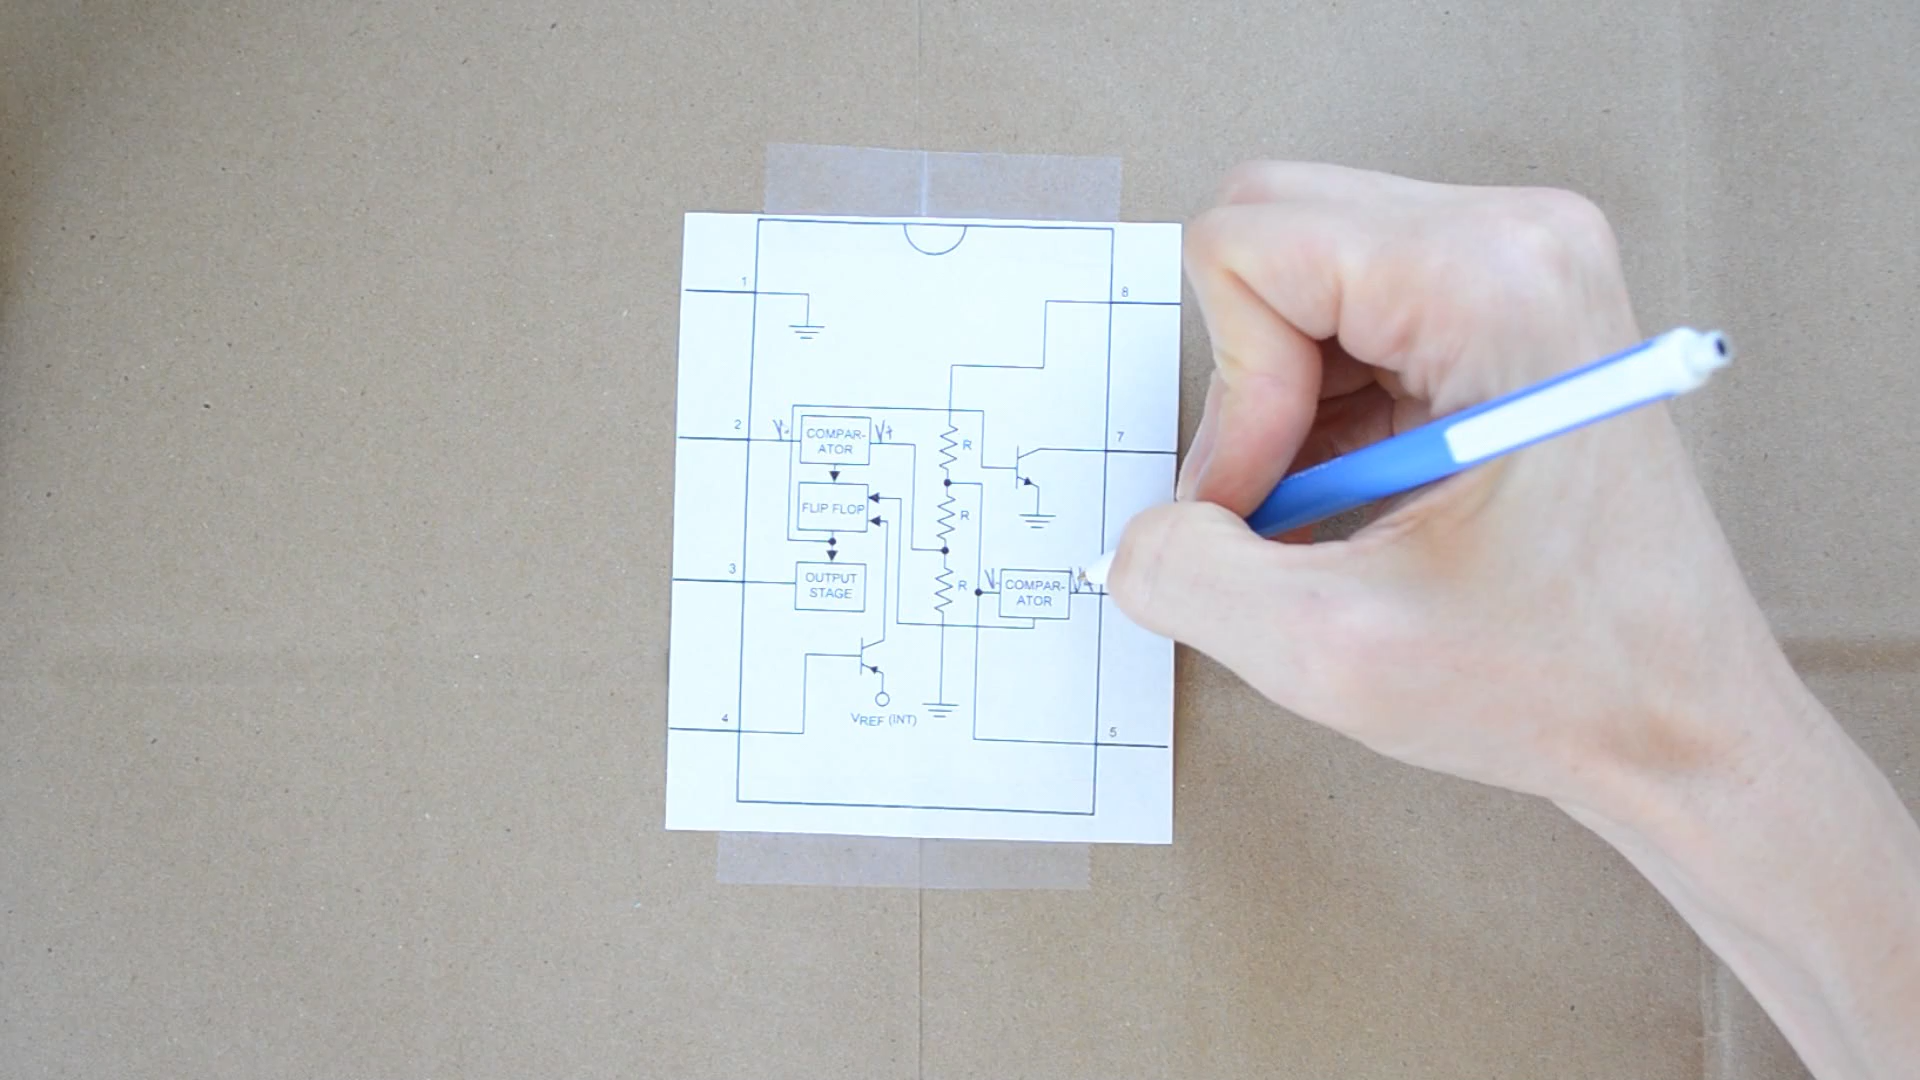 1
8
2
V-
COMPAR-
ATOR
V+
R
7
FLIP FLOP
R
3
OUTPUT
STAGE
R
V-
COMPAR-
ATOR
V+
4
VREF (INT)
5